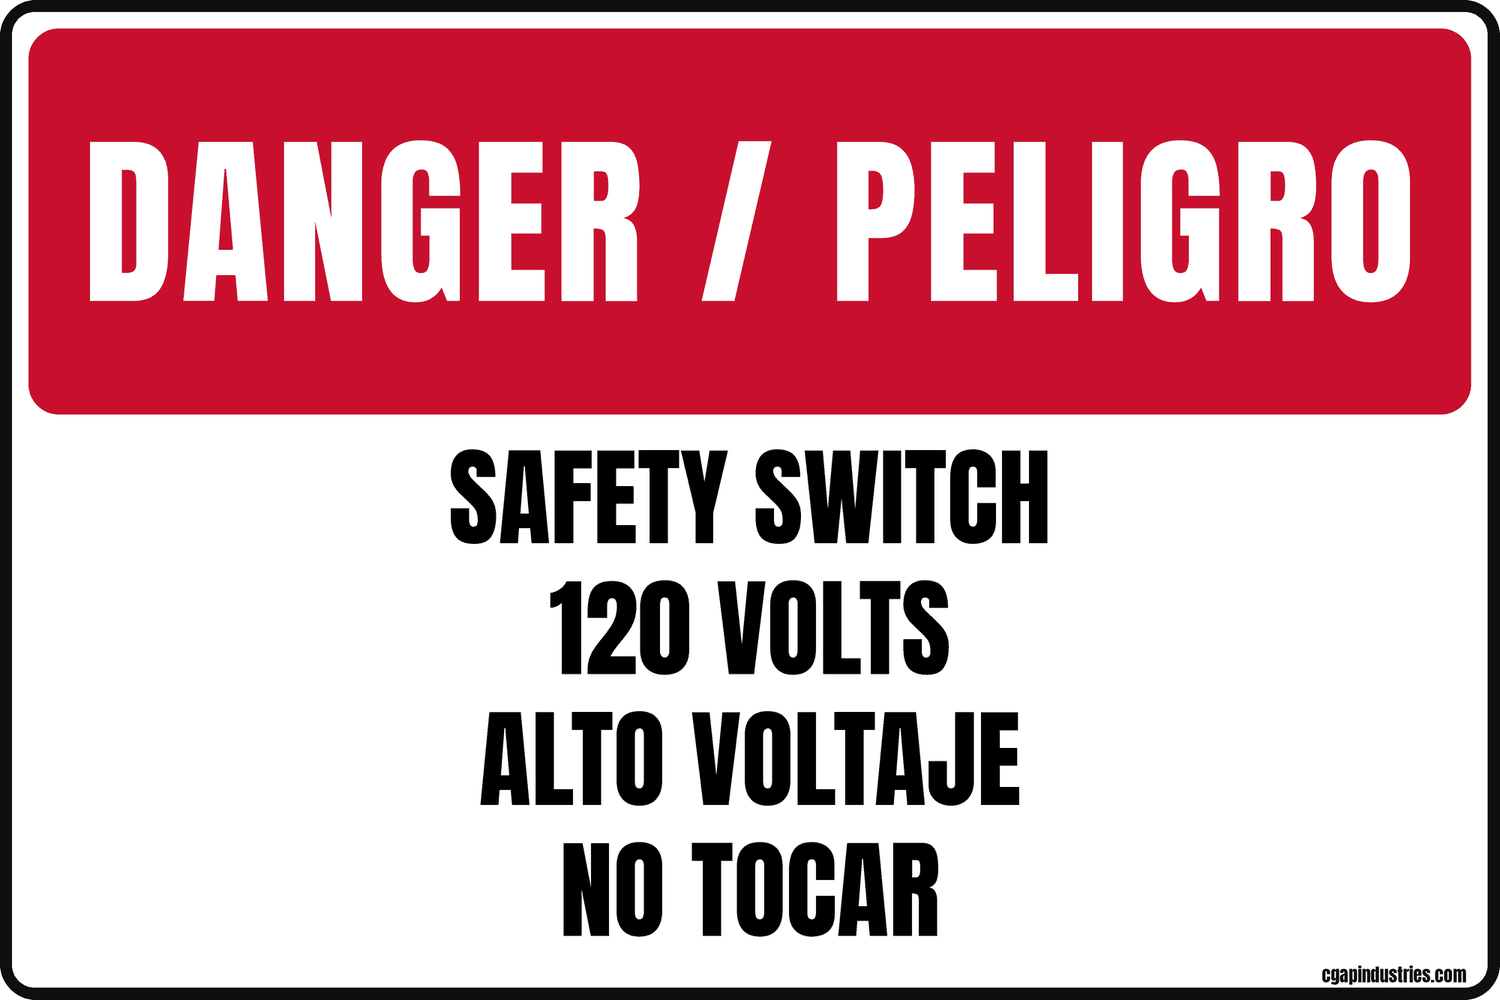 DANGER / PELIGRO
SAFETY SWITCH
120 VOLTS
ALTO VOLTAJE
NO TOCAR
cgapindustries.com